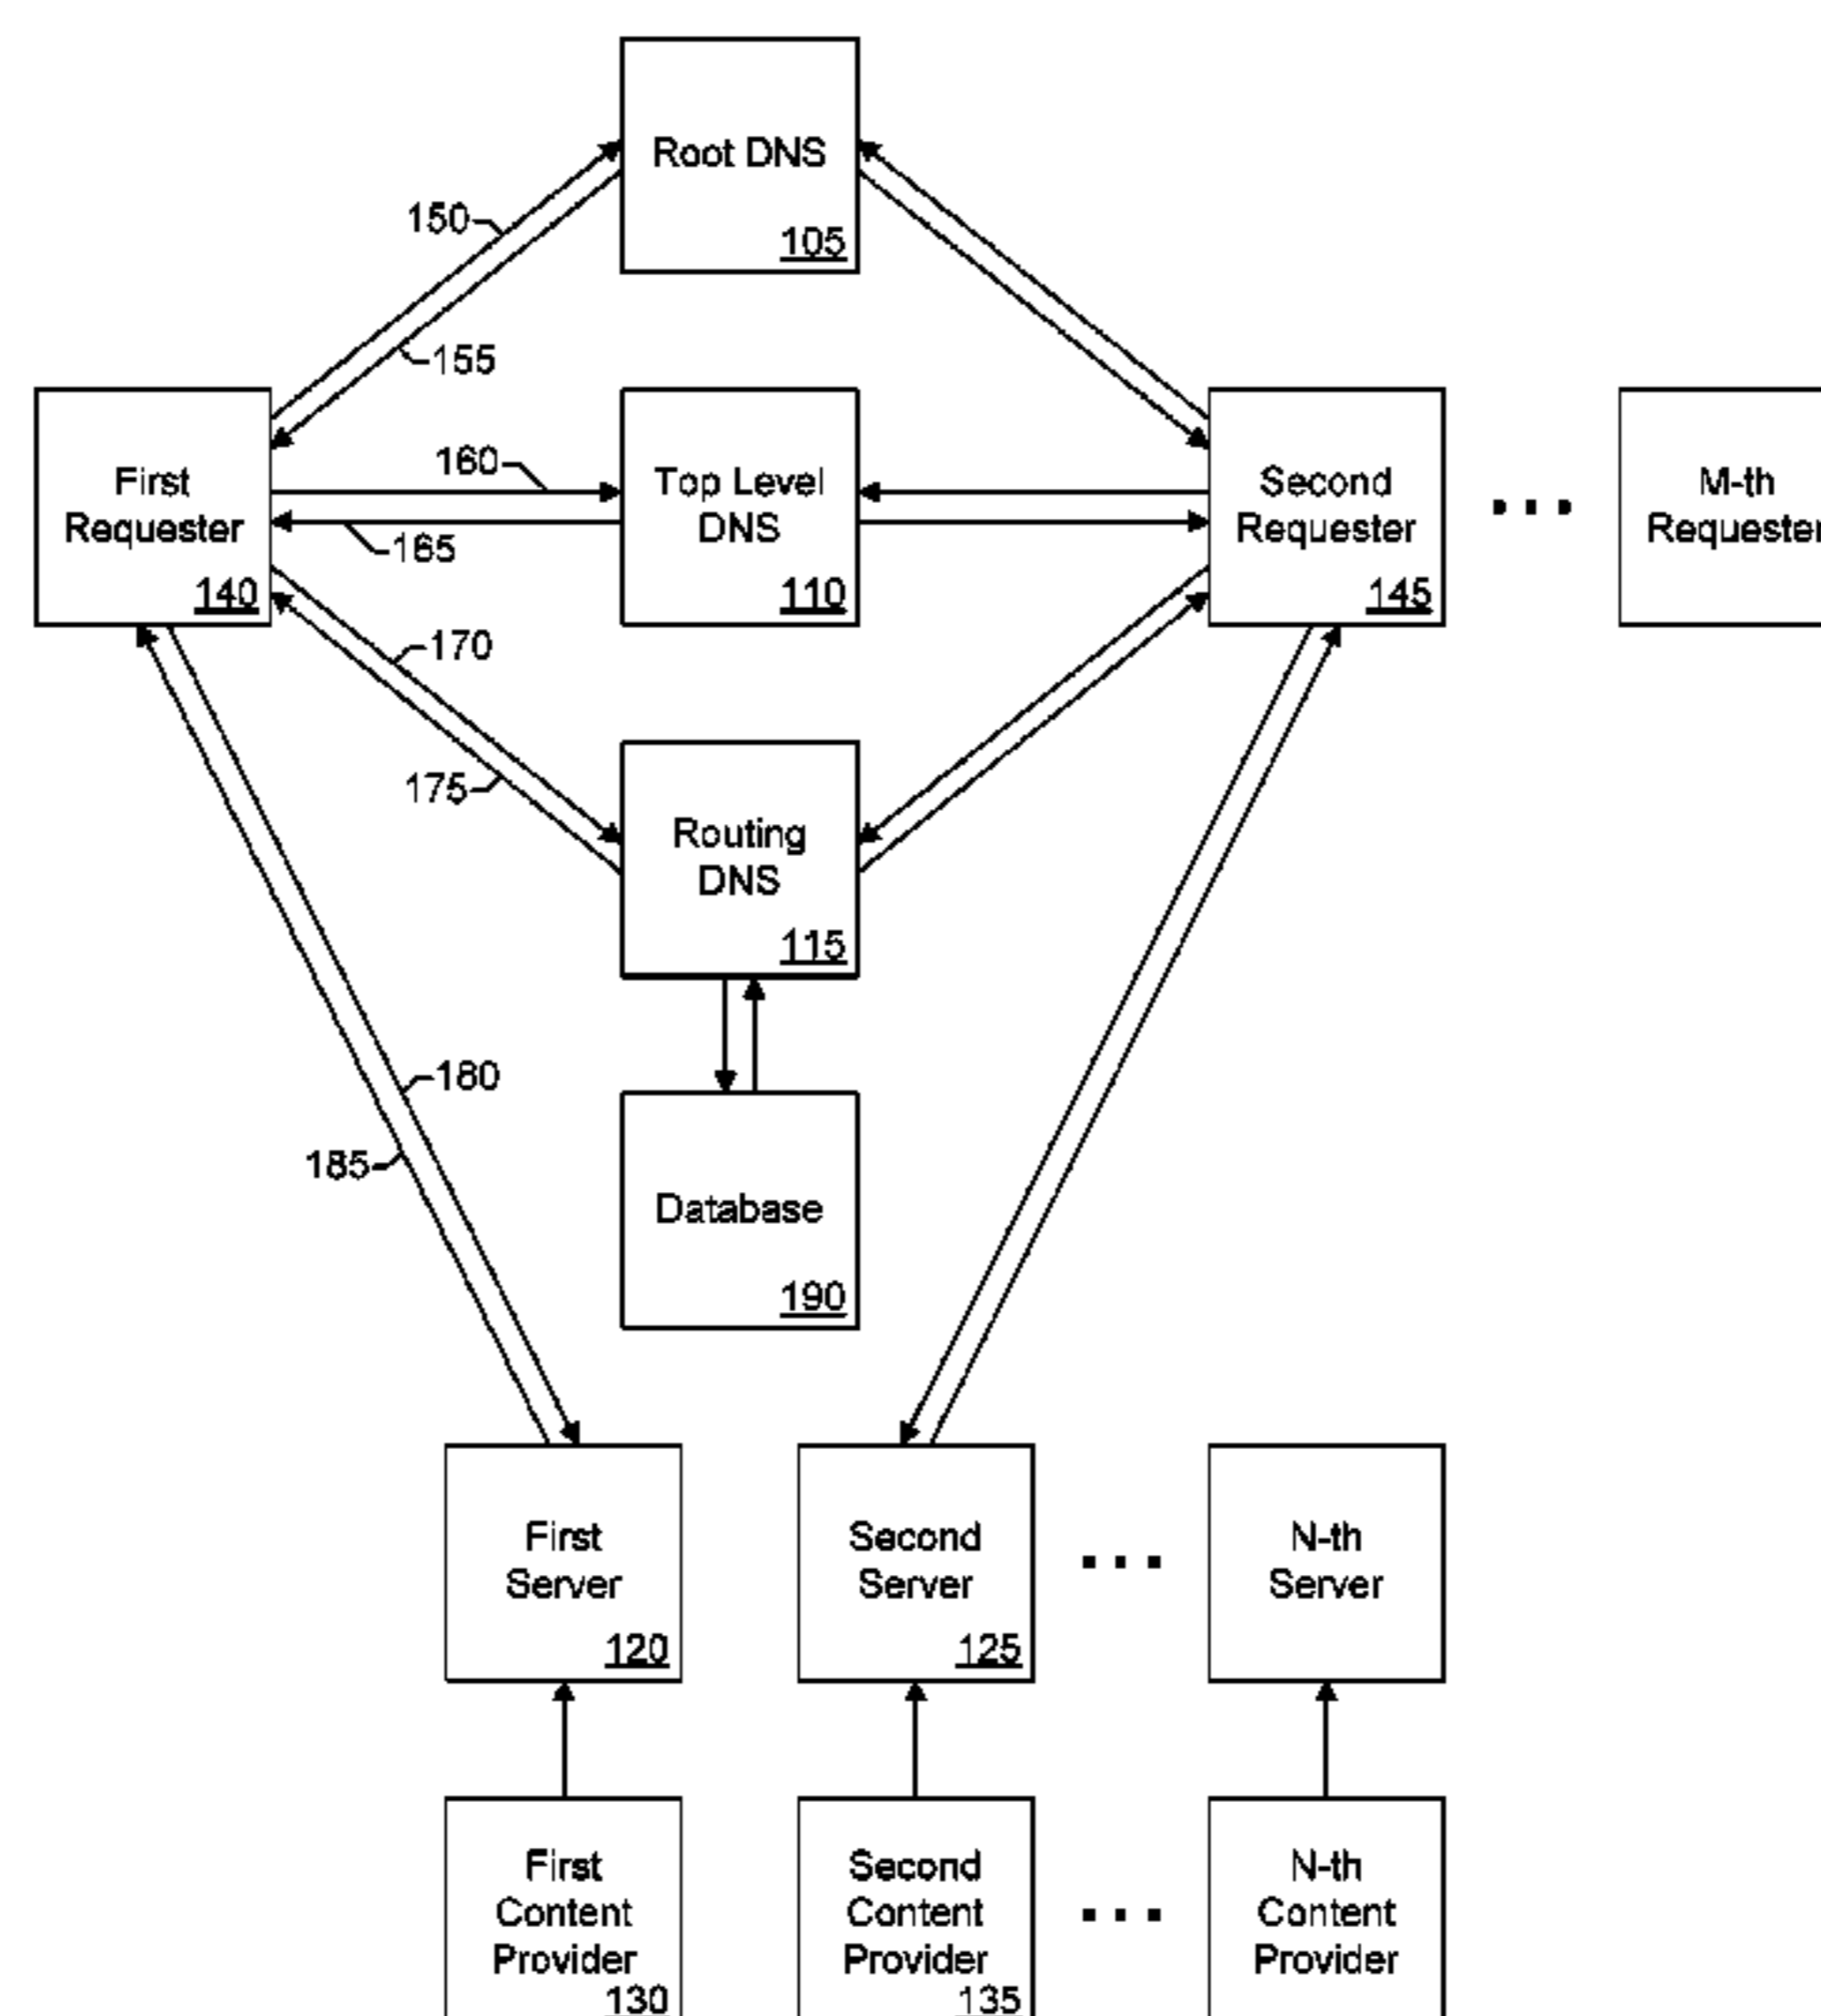 Root DNS
105
150
155
First
Requester
140
160
165
Top Level
DNS
110
Second
Requester
145
...
M-th
Requester
170
175
Routing
DNS
115
180
185
Database
190
First
Server
120
Second
Server
125
...
N-th
Server
First
Content
Provider
130
Second
Content
Provider
135
...
N-th
Content
Provider